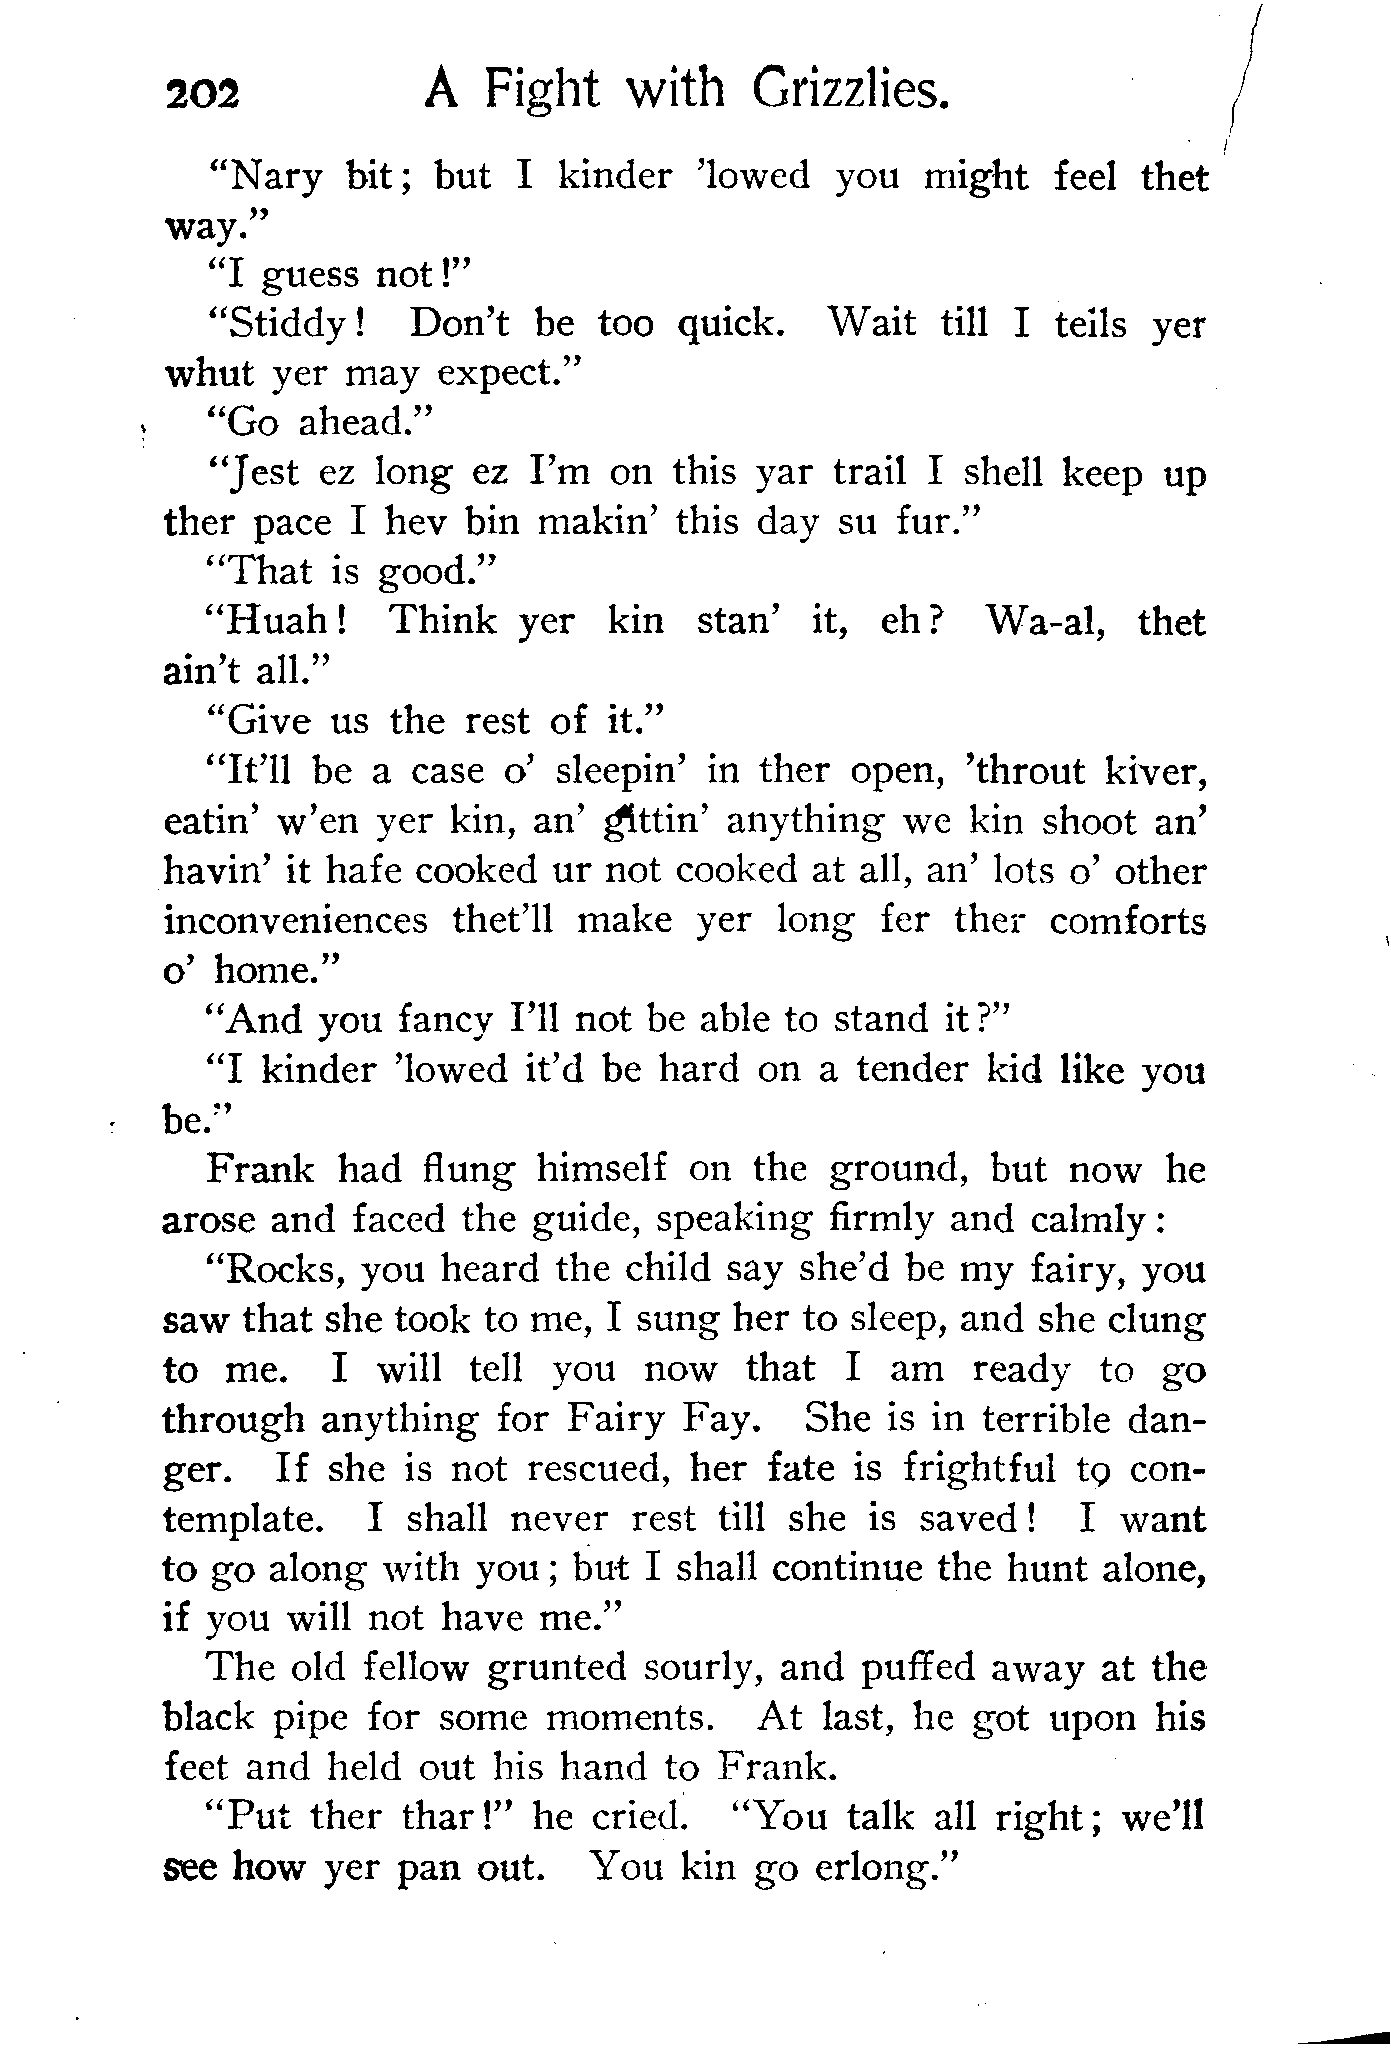 202 A Fight with Grizzlies.
"Nary bit; but I kinder 'lowed you might feel thet
way."
"I guess not!"
"Stiddy! Don't be too quick. Wait till I tells yer
whut yer may expect."
"Go ahead."
"Jest ez long ez I'm on this yar trail I shell keep up
ther pace I hev bin makin' this day su fur."
"That is good."
"Huah! Think yer kin stan' it, eh? Wa-al, thet
ain't all."
"Give us the rest of it."
"It'll be a case o' sleepin' in ther open, 'throut kiver,
eatin' w'en yer kin, an' gittin' anything we kin shoot an'
havin' it hafe cooked ur not cooked at all, an' lots o' other
inconveniences thet'll make yer long fer ther comforts
o' home."
"And you fancy I'll not be able to stand it?"
"I kinder 'lowed it'd be hard on a tender kid like you
be."
Frank had flung himself on the ground, but now he
arose and faced the guide, speaking firmly and calmly:
"Rocks, you heard the child say she'd be my fairy, you
saw that she took to me, I sung her to sleep, and she clung
to me. I will tell you now that I am ready to go
through anything for Fairy Fay. She is in terrible dan-
ger. If she is not rescued, her fate is frightful to con-
template. I shall never rest till she is saved! I want
to go along with you; but I shall continue the hunt alone,
if you will not have me."
The old fellow grunted sourly, and puffed away at the
black pipe for some moments. At last, he got upon his
feet and held out his hand to Frank.
"Put ther thar!" he cried. "You talk all right; we'll
see how yer pan out. You kin go erlong."